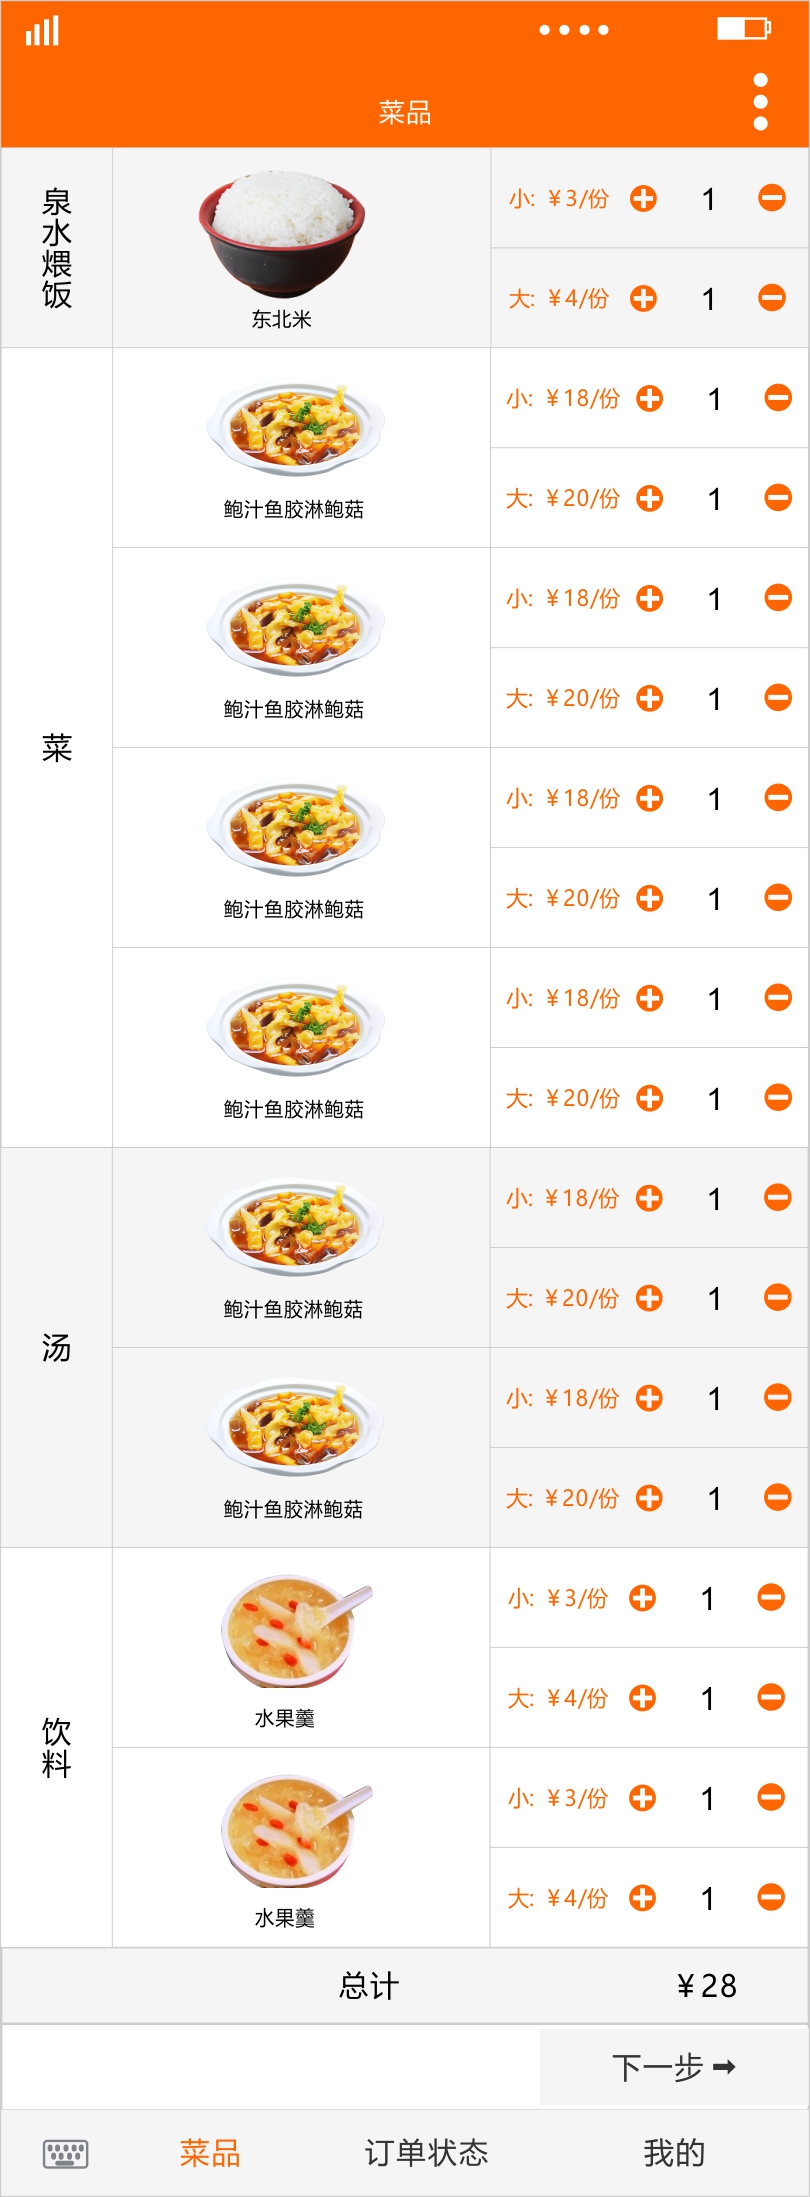 菜品
泉水煨饭
东北米
小: ¥3/份 1
大: ¥4/份 1
菜
鲍汁鱼胶淋鲍菇
小: ¥18/份 1
大: ¥20/份 1
鲍汁鱼胶淋鲍菇
小: ¥18/份 1
大: ¥20/份 1
鲍汁鱼胶淋鲍菇
小: ¥18/份 1
大: ¥20/份 1
鲍汁鱼胶淋鲍菇
小: ¥18/份 1
大: ¥20/份 1
汤
鲍汁鱼胶淋鲍菇
小: ¥18/份 1
大: ¥20/份 1
鲍汁鱼胶淋鲍菇
小: ¥18/份 1
大: ¥20/份 1
饮料
水果羹
小: ¥3/份 1
大: ¥4/份 1
水果羹
小: ¥3/份 1
大: ¥4/份 1
总计 ¥28
下一步➡
菜品 订单状态 我的